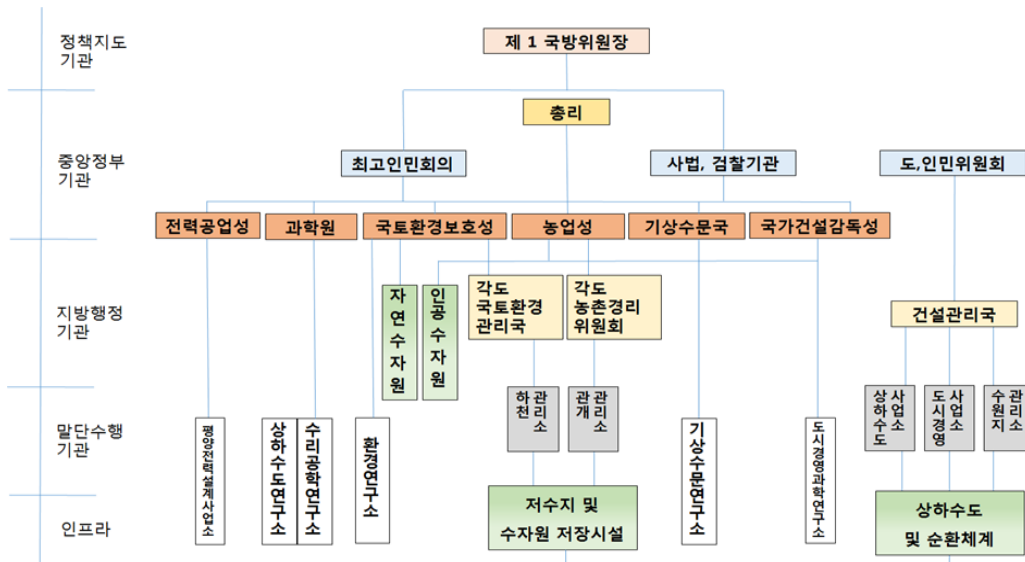 정책지도
기관
제 1 국방위원장
총리
중앙정부
기관
최고인민회의
사법, 검찰기관
도,인민위원회
전력공업성
과학원
국토환경보호성
농업성
기상수문국
국가건설감독성
지방행정
기관
자연수자원
인공수자원
각도
국토환경
관리국
각도
농촌경리
위원회
건설관리국
말단수행
기관
하천
관리소
관개
관리소
상하수도
사업소
도시경영
사업소
수원지
관리소
평양전력설계사업소
상하수도연구소
수리공학연구소
환경연구소
기상수문연구소
도시경영과학연구소
인프라
저수지 및
수자원 저장시설
상하수도
및 순환체계